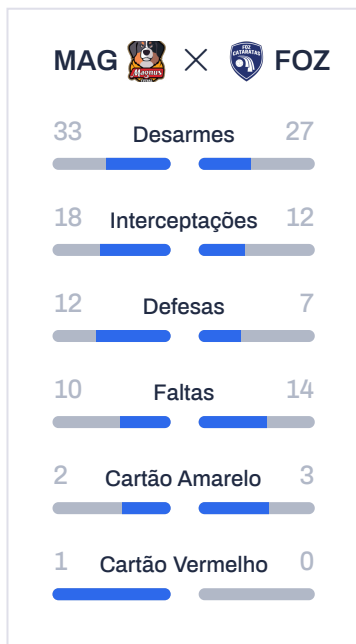 MAG Magnus × FOZ CATARATAS FOZ
33 Desarmes 27
18 Interceptações 12
12 Defesas 7
10 Faltas 14
2 Cartão Amarelo 3
1 Cartão Vermelho 0